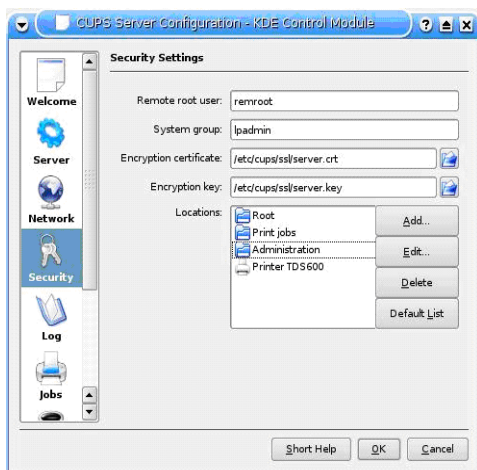 CUPS Server Configuration - KDE Control Module
Welcome
Server
Network
Security
Log
Jobs
Security Settings
Remote root user: remroot
System group: lpadmin
Encryption certificate: /etc/cups/ssl/server.crt
Encryption key: /etc/cups/ssl/server.key
Locations:
Root
Print jobs
Administration
Printer TDS600
Add...
Edit...
Delete
Default List
Short Help
OK
Cancel